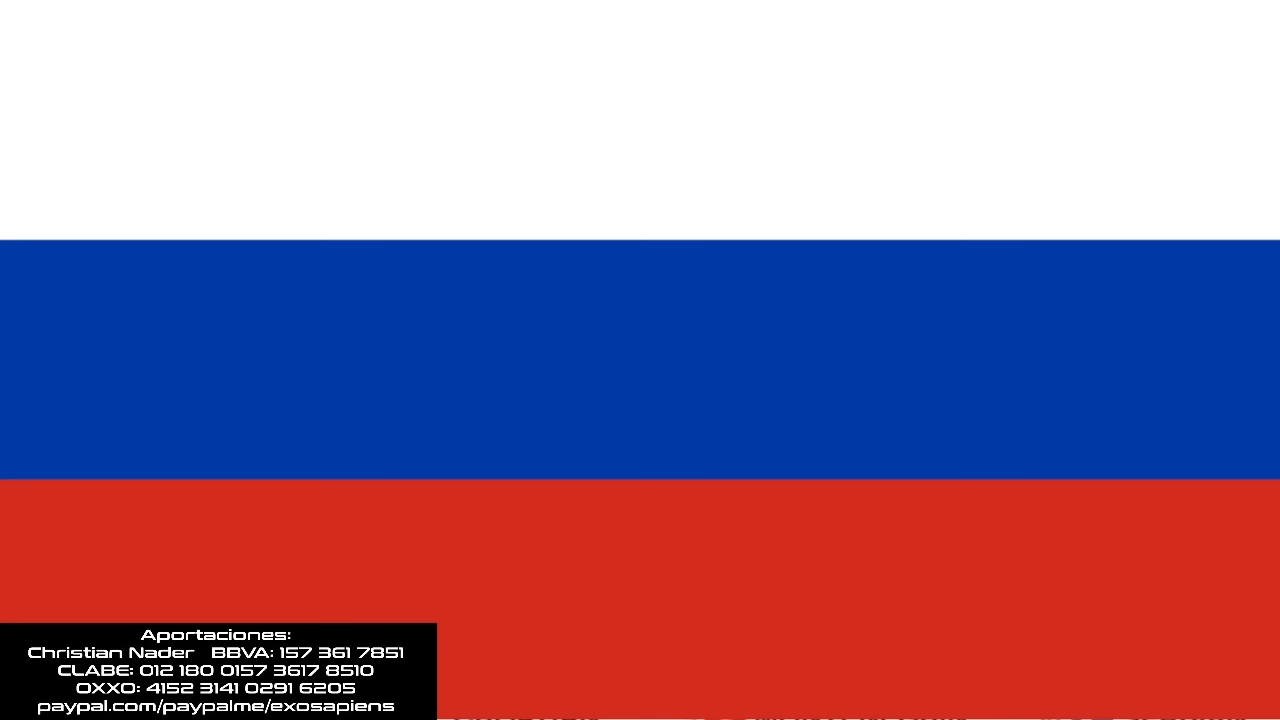 Aportaciones:
Christian Nader BBVA: 157 361 7851
CLABE: 012 180 0157 3617 8510
OXXO: 4152 3141 0291 6205
paypal.com/paypalme/exosapiens